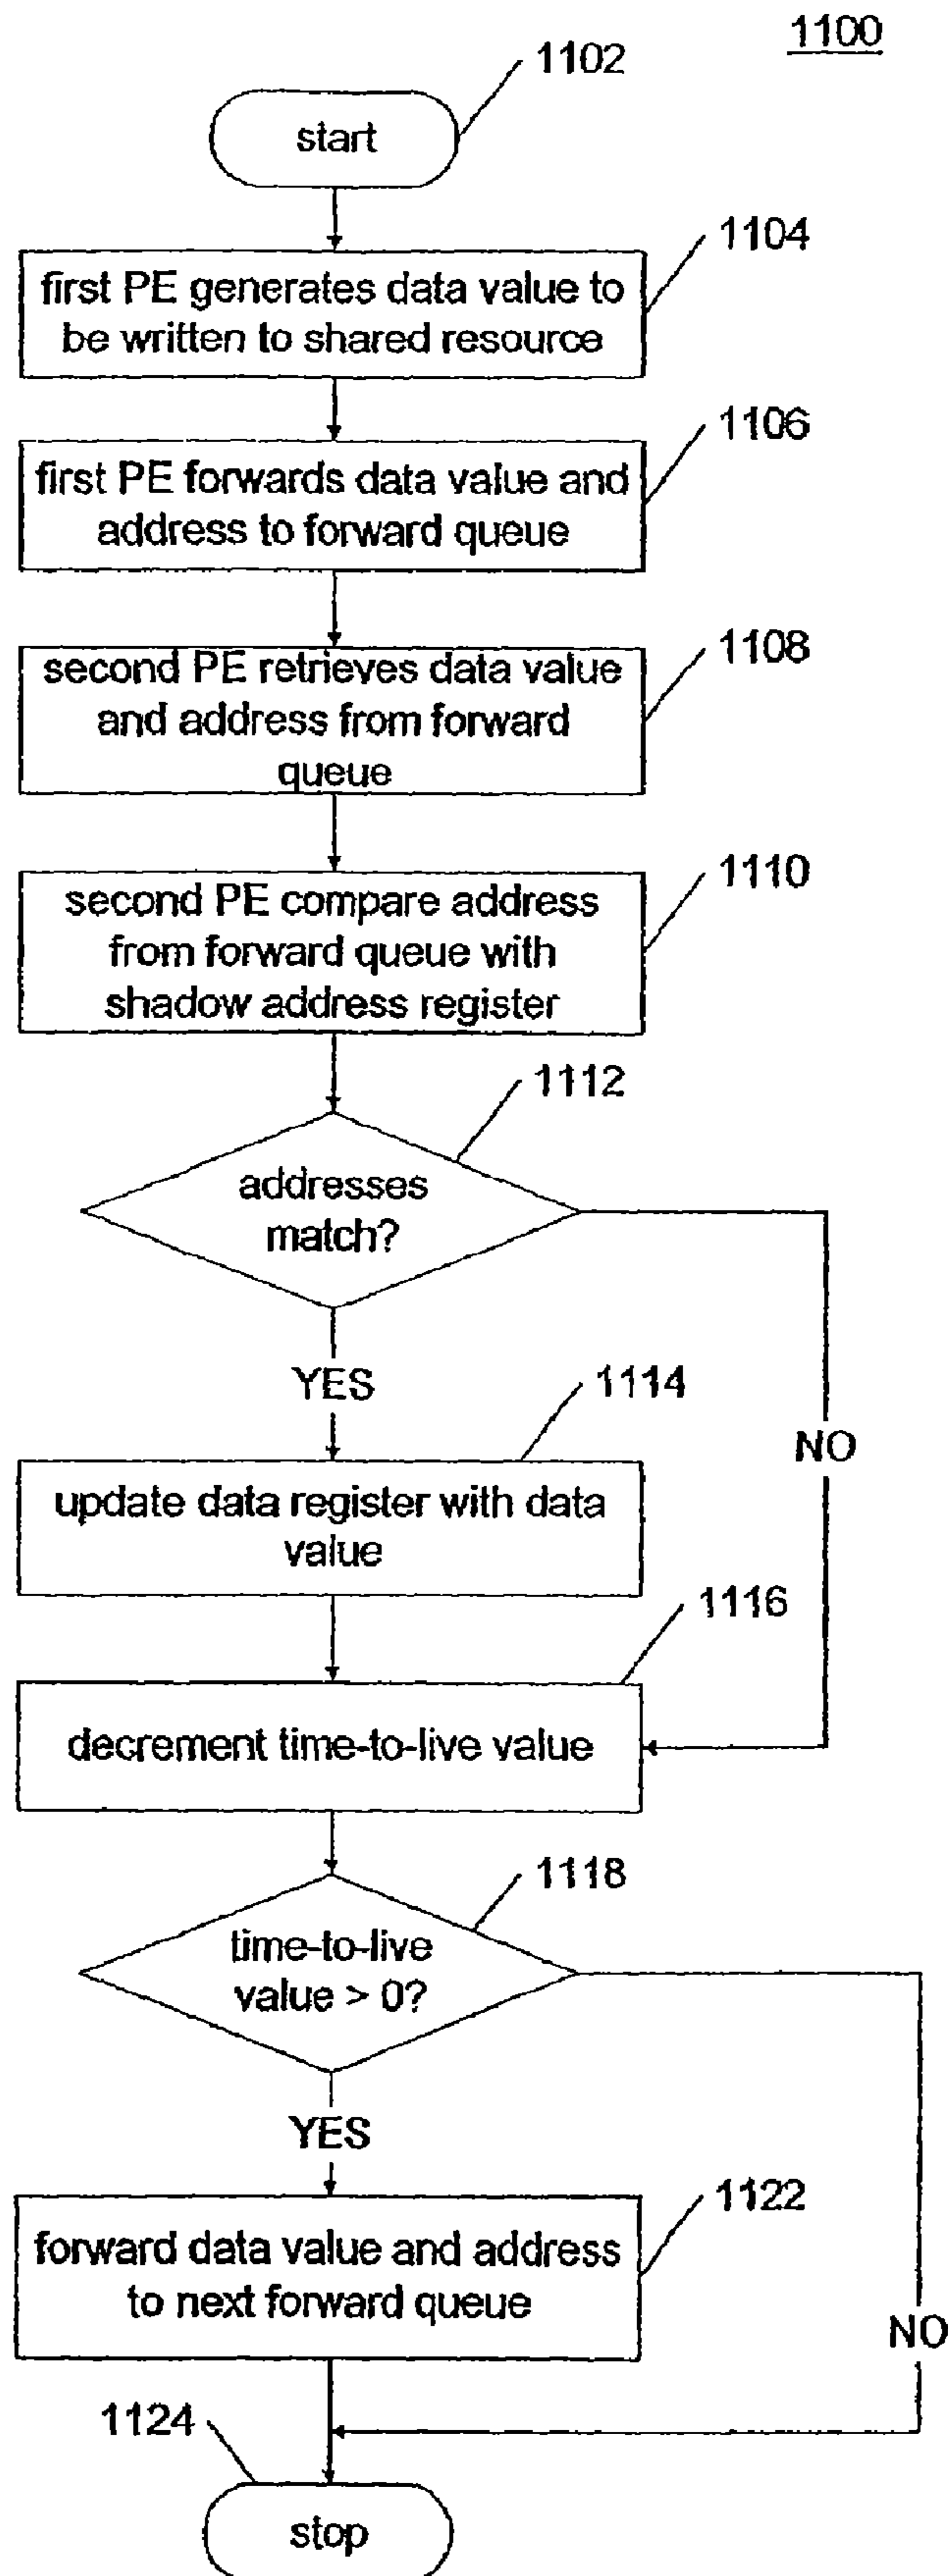 1100
1102
start
1104
first PE generates data value to
be written to shared resource
1106
first PE forwards data value and
address to forward queue
1108
second PE retrieves data value
and address from forward
queue
1110
second PE compare address
from forward queue with
shadow address register
1112
addresses
match?
YES
NO
1114
update data register with data
value
1116
decrement time-to-live value
1118
time-to-live
value > 0?
YES
NO
1122
forward data value and address
to next forward queue
1124
stop